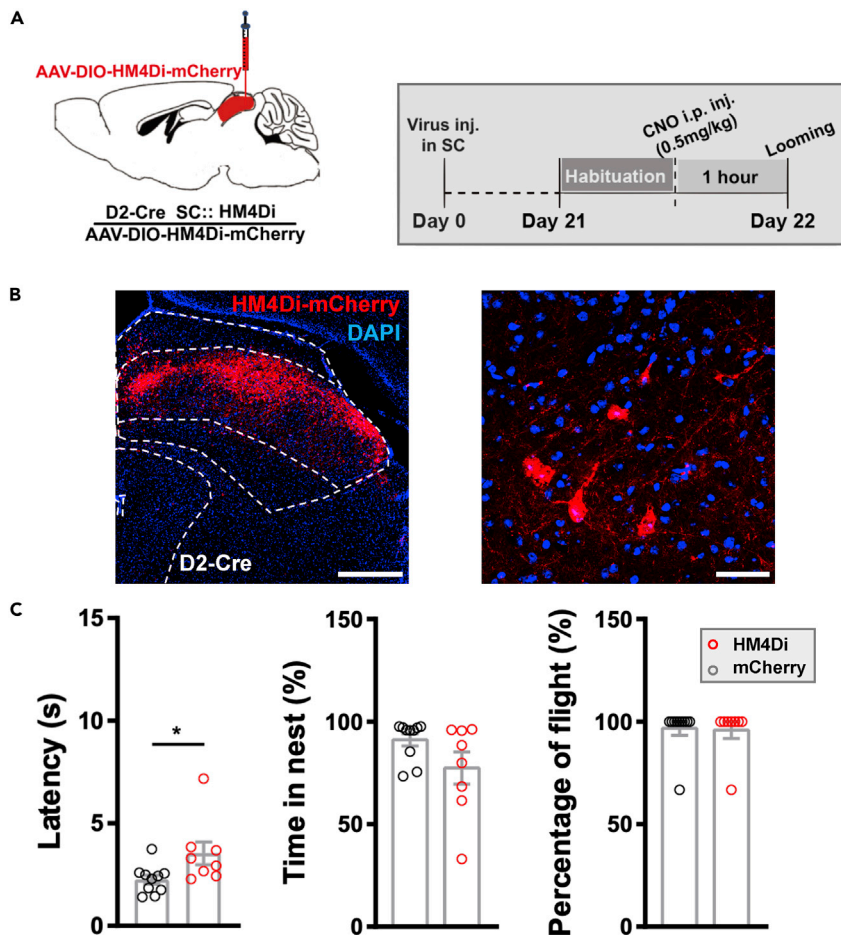 A
AAV-DIO-HM4Di-mCherry
D2-Cre SC:: HM4Di
AAV-DIO-HM4Di-mCherry
Virus inj.
in SC
CNO i.p. inj.
(0.5mg/kg)
Looming
Habituation
1 hour
Day 0
Day 21
Day 22
B
HM4Di-mCherry
DAPI
D2-Cre
C
Latency (s)
15
10
5
0
*
Time in nest (%)
150
100
50
0
Percentage of flight (%)
150
100
50
0
HM4Di
mCherry